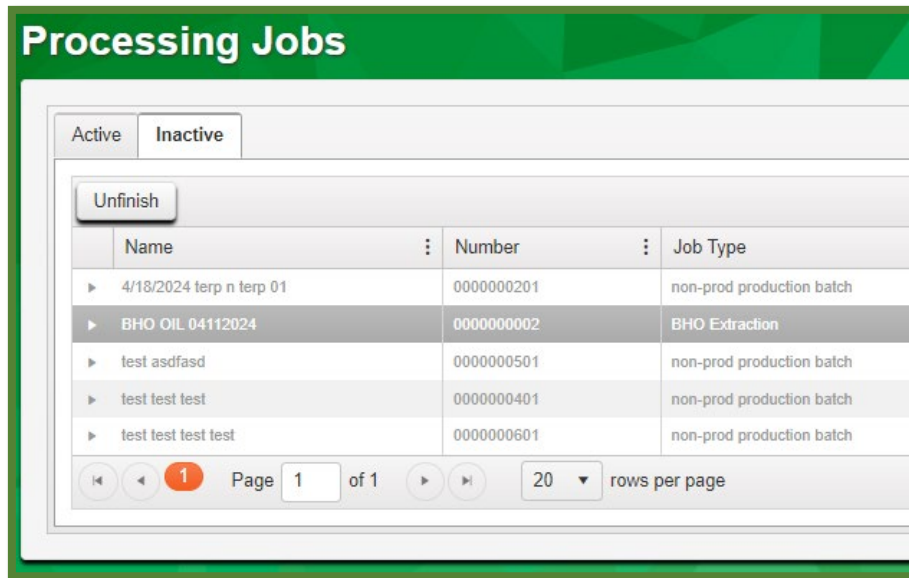 Processing Jobs
Active Inactive
Unfinish
Name Number Job Type
4/18/2024 terp n terp 01 0000000201 non-prod production batch
BHO OIL 04112024 0000000002 BHO Extraction
test asdfasd 0000000501 non-prod production batch
test test test 0000000401 non-prod production batch
test test test test 0000000601 non-prod production batch
1 Page 1 of 1 20 rows per page